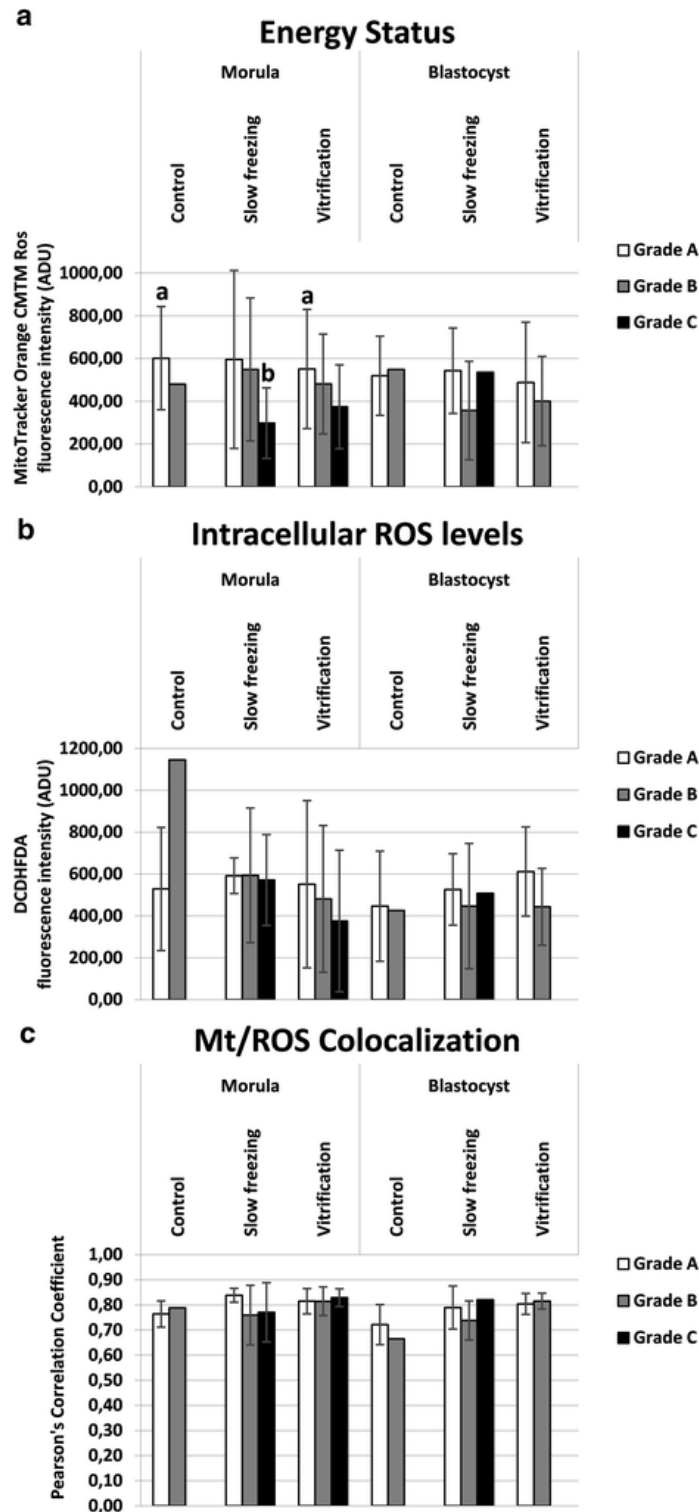 a
Energy Status
Morula
Blastocyst
Control
Slow freezing
Vitrification
Control
Slow freezing
Vitrification
MitoTracker Orange CMTM Ros
fluorescence intensity (ADU)
1000,00
800,00
600,00
400,00
200,00
0,00
a
b
a
Grade A
Grade B
Grade C
b
Intracellular ROS levels
Morula
Blastocyst
Control
Slow freezing
Vitrification
Control
Slow freezing
Vitrification
DCDHFDA
fluorescence intensity (ADU)
1200,00
1000,00
800,00
600,00
400,00
200,00
0,00
Grade A
Grade B
Grade C
c
Mt/ROS Colocalization
Morula
Blastocyst
Control
Slow freezing
Vitrification
Control
Slow freezing
Vitrification
Pearson's Correlation Coefficient
1,00
0,90
0,80
0,70
0,60
0,50
0,40
0,30
0,20
0,10
0,00
Grade A
Grade B
Grade C